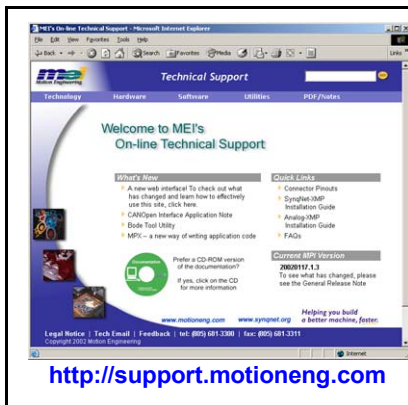 MEI's On-line Technical Support - Microsoft Internet Explorer
File Edit View Favorites Tools Help
Back Search Favorites Media Links
mei Technical Support
Motion Engineering
Technology Hardware Software Utilities PDF/Notes
Welcome to MEI's
On-line Technical Support
What's New
A new web interface! To check out what
has changed and learn how to effectively
use this site, click here.
CANOpen Interface Application Note
Bode Tool Utility
MPX – a new way of writing application code
Quick Links
Connector Pinouts
SynqNet-XMP
Installation Guide
Analog-XMP
Installation Guide
FAQs
Documentation
Prefer a CD-ROM version
of the documentation?
If yes, click on the CD
for more information
Current MPI Version
20020117.1.3
To see what has changed, please
see the General Release Note
www.motioneng.com www.synqnet.org
Helping you build
a better machine, faster.
Legal Notice | Tech Email | Feedback | tel: (805) 681-3300 | fax: (805) 681-3311
Copyright 2002 Motion Engineering
Internet
http://support.motioneng.com